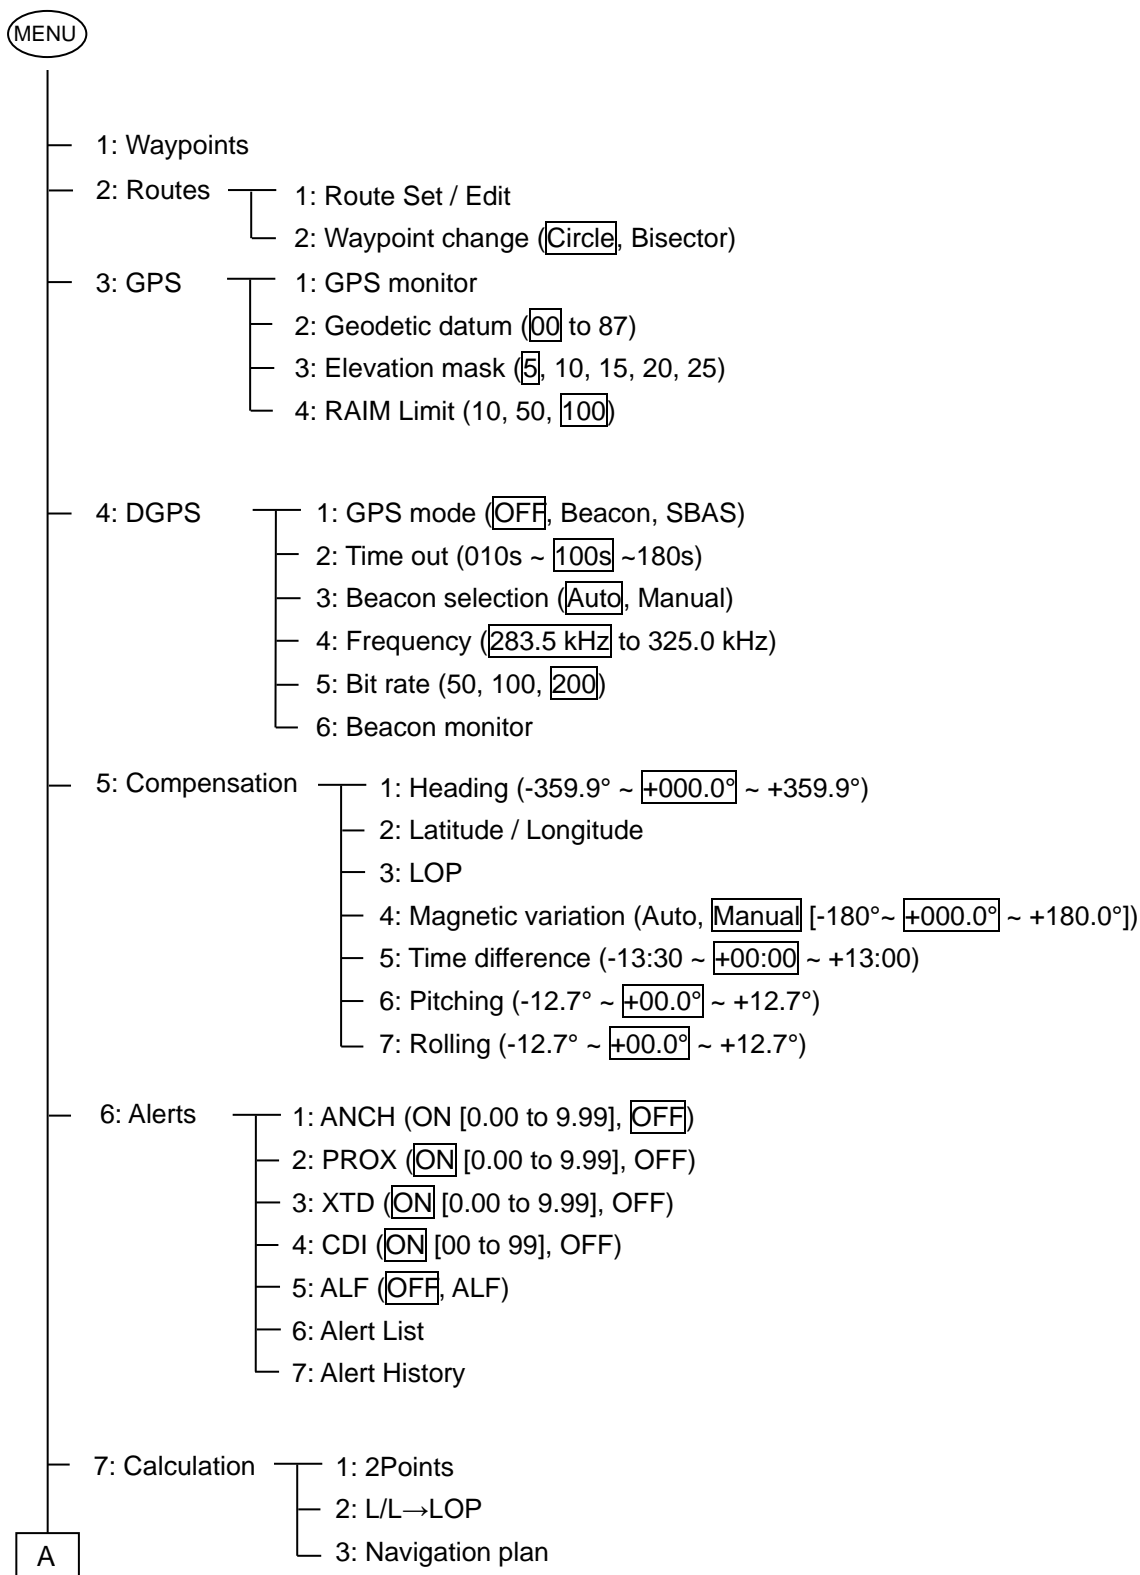 MENU
1: Waypoints
2: Routes
1: Route Set / Edit
2: Waypoint change (Circle, Bisector)
3: GPS
1: GPS monitor
2: Geodetic datum (00 to 87)
3: Elevation mask (5, 10, 15, 20, 25)
4: RAIM Limit (10, 50, 100)
4: DGPS
1: GPS mode (OFF, Beacon, SBAS)
2: Time out (010s ~ 100s ~180s)
3: Beacon selection (Auto, Manual)
4: Frequency (283.5 kHz to 325.0 kHz)
5: Bit rate (50, 100, 200)
6: Beacon monitor
5: Compensation
1: Heading (-359.9° ~ +000.0° ~ +359.9°)
2: Latitude / Longitude
3: LOP
4: Magnetic variation (Auto, Manual [-180°~ +000.0° ~ +180.0°])
5: Time difference (-13:30 ~ +00:00 ~ +13:00)
6: Pitching (-12.7° ~ +00.0° ~ +12.7°)
7: Rolling (-12.7° ~ +00.0° ~ +12.7°)
6: Alerts
1: ANCH (ON [0.00 to 9.99], OFF)
2: PROX (ON [0.00 to 9.99], OFF)
3: XTD (ON [0.00 to 9.99], OFF)
4: CDI (ON [00 to 99], OFF)
5: ALF (OFF, ALF)
6: Alert List
7: Alert History
7: Calculation
1: 2Points
2: L/L→LOP
3: Navigation plan
A